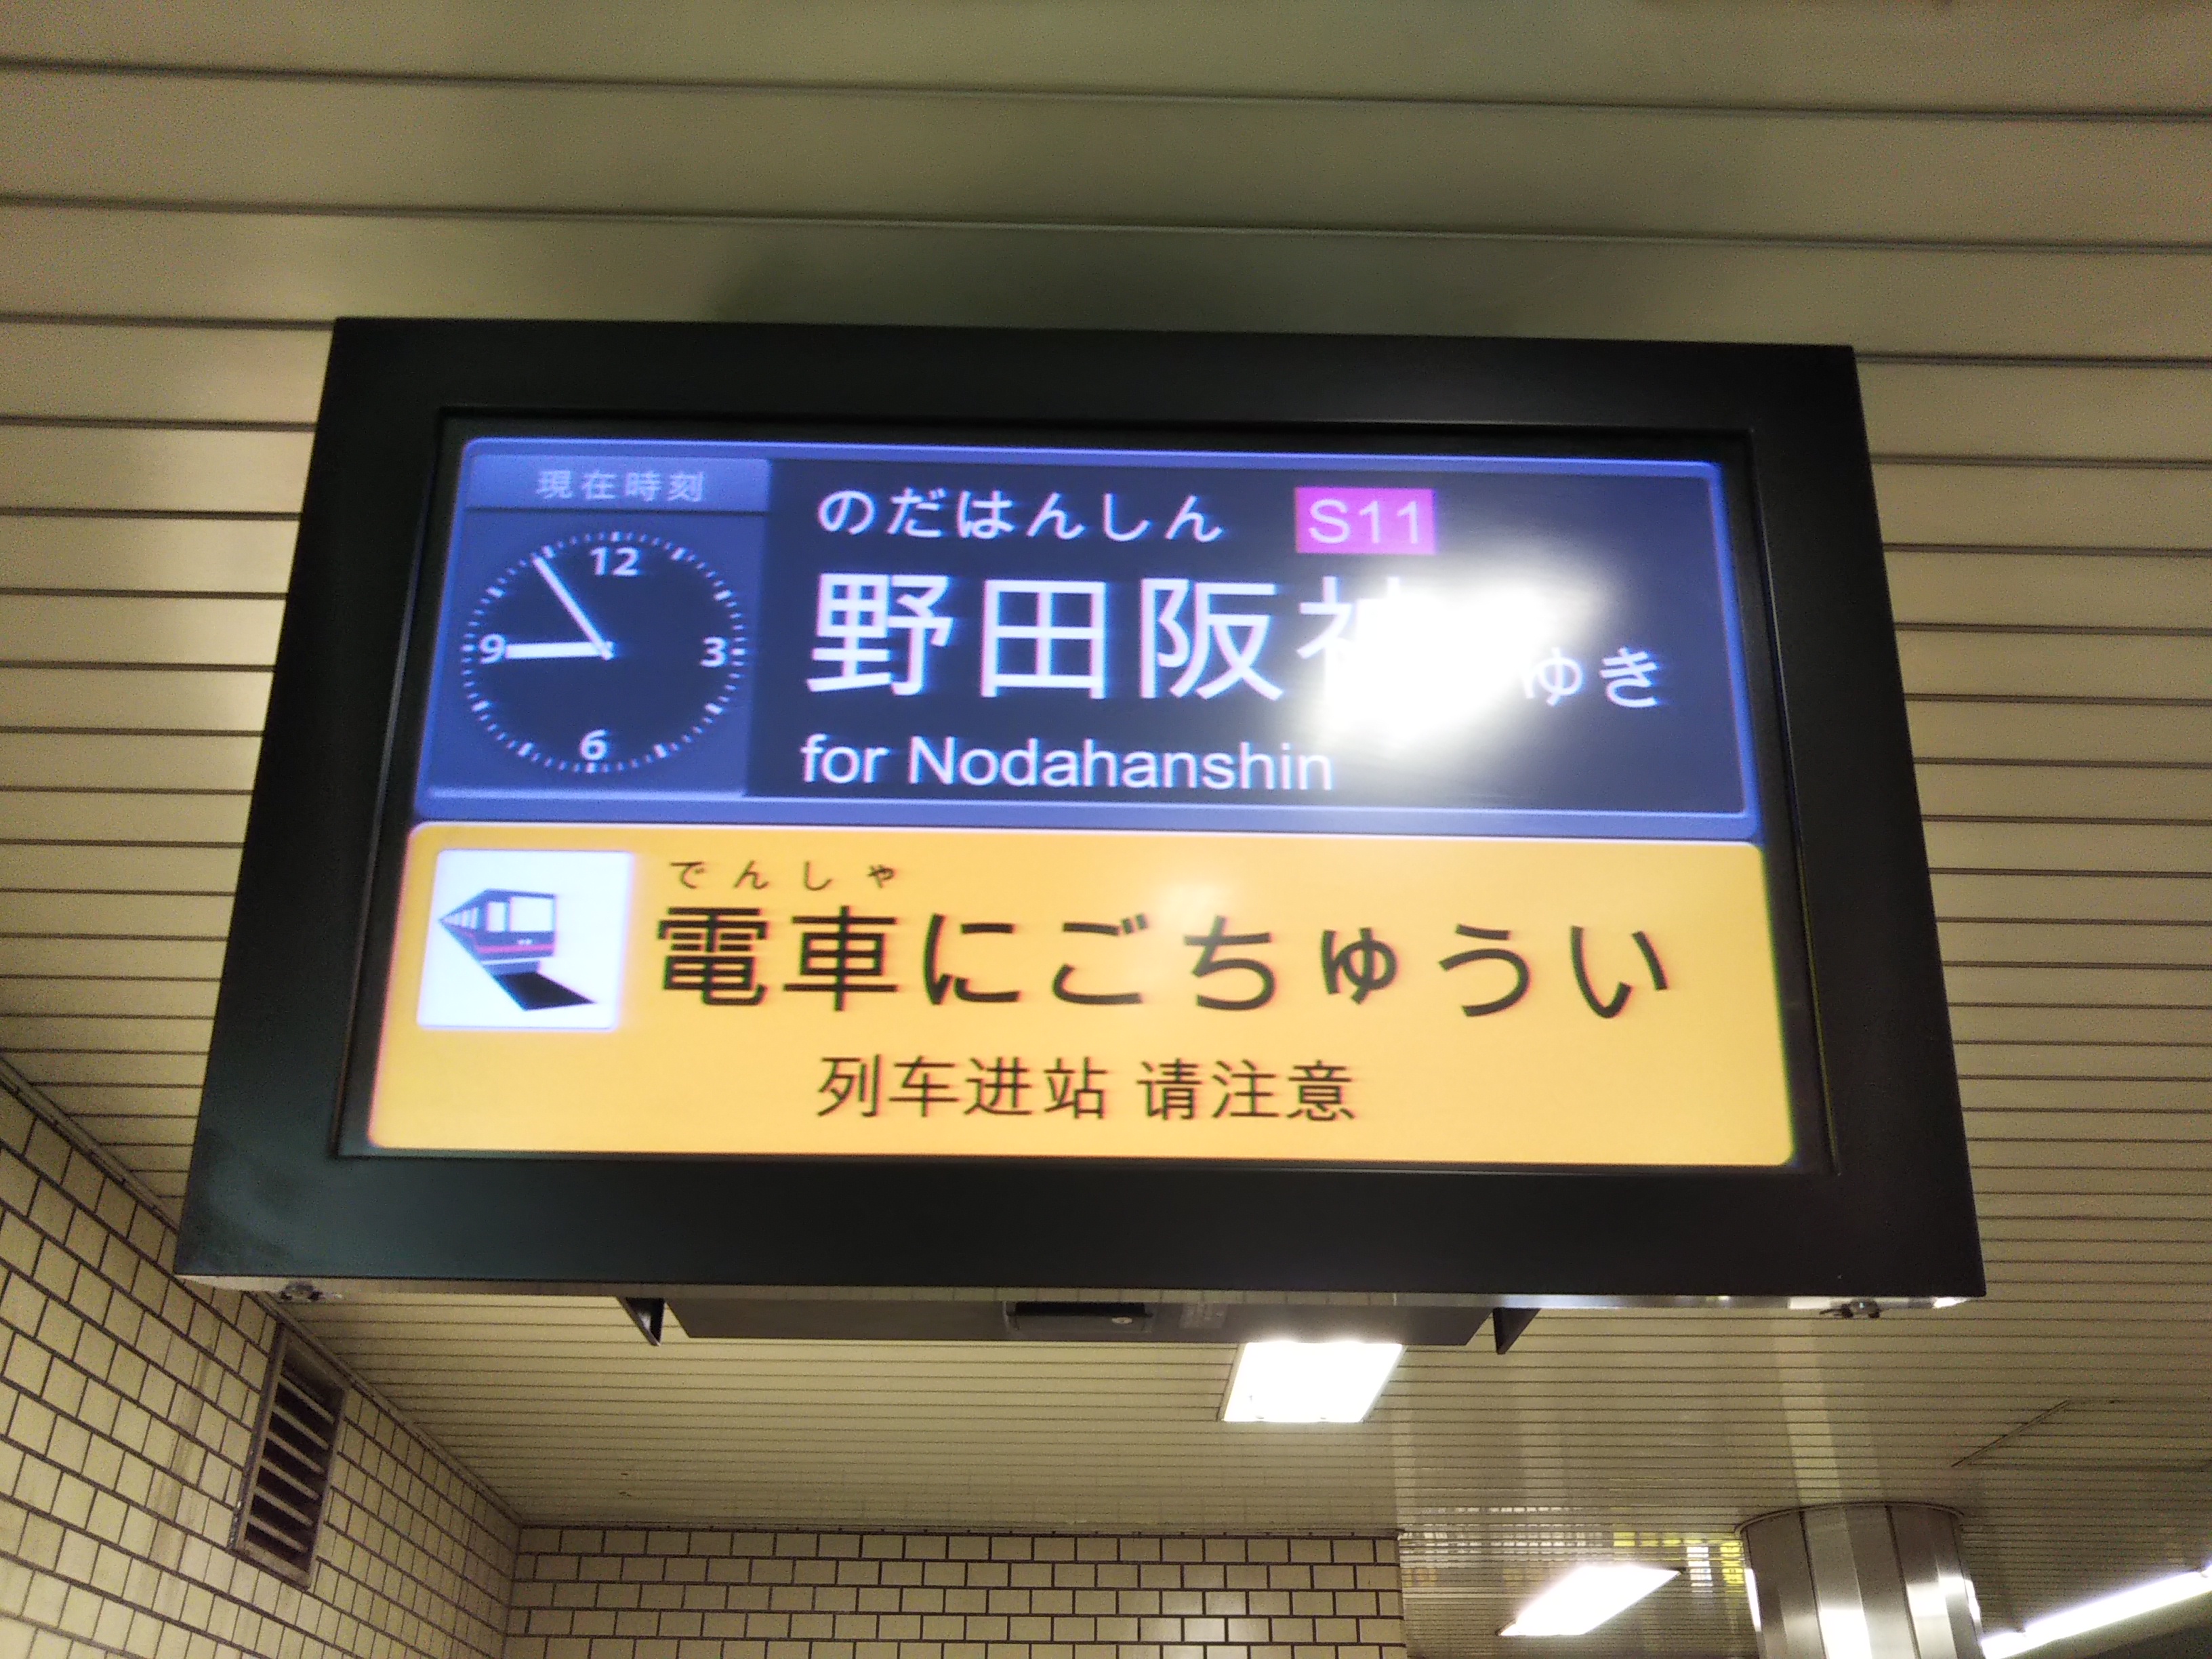 現在時刻
12
3
6
9
のだはんしん S11
野田阪神 ゆき
for Nodahanshin
でんしゃ
電車にごちゅうい
列车进站 请注意